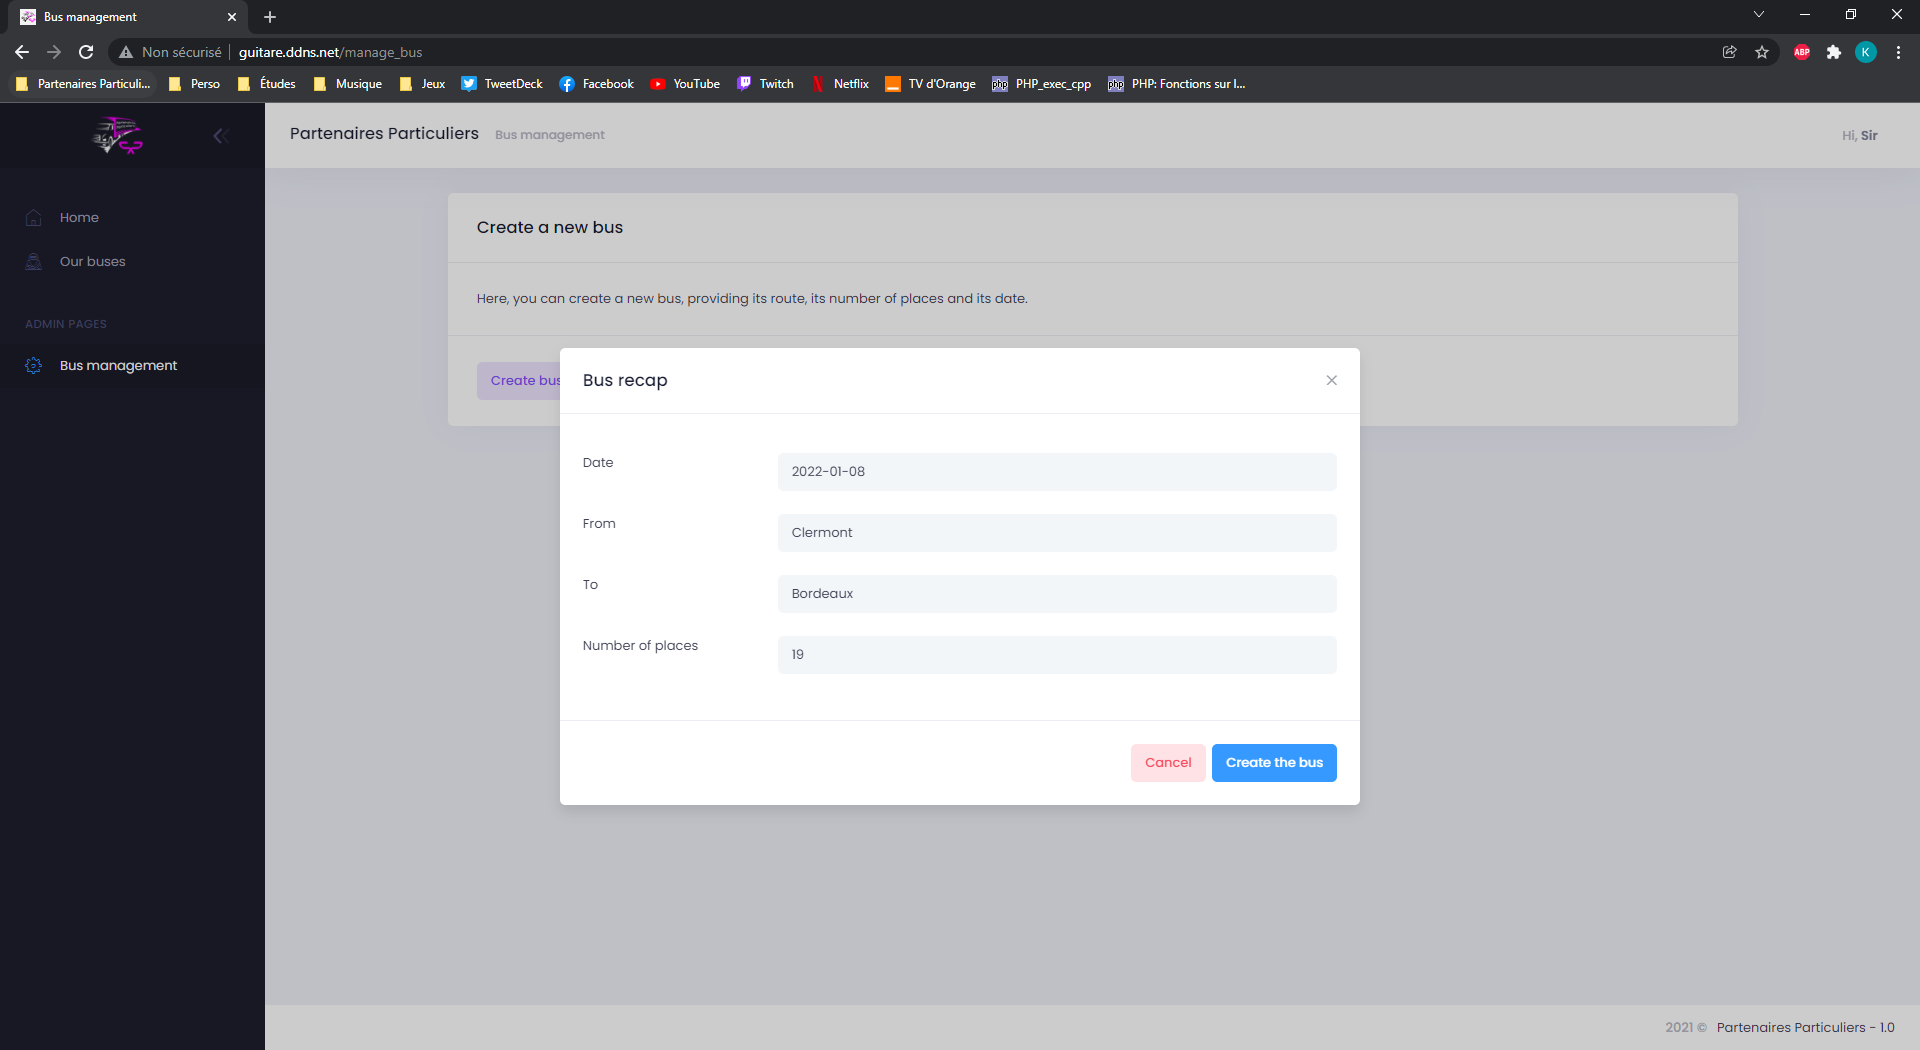 Bus management
Non sécurisé guitare.ddns.net/manage_bus
ABP
K
Partenaires Particuli... Perso Études Musique Jeux TweetDeck Facebook YouTube Twitch Netflix TV d'Orange php PHP_exec_cpp php PHP: Fonctions sur l...
Partenaires Particuliers Bus management Hi, Sir
Home
Our buses
ADMIN PAGES
Bus management
Create a new bus
Here, you can create a new bus, providing its route, its number of places and its date.
Create bus
Bus recap
Date 2022-01-08
From Clermont
To Bordeaux
Number of places 19
Cancel Create the bus
2021 © Partenaires Particuliers - 1.0